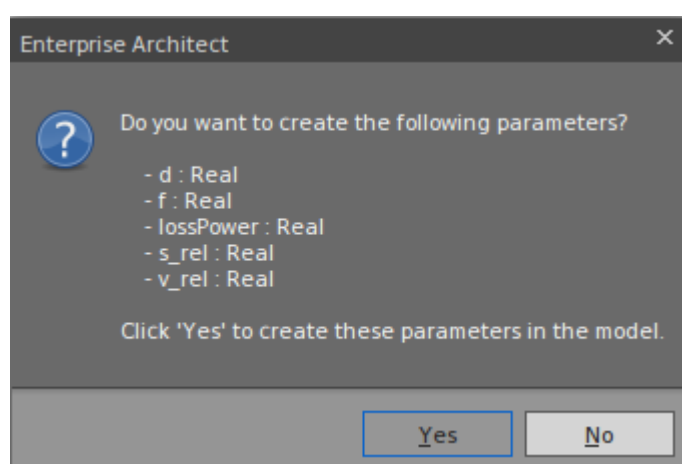 Enterprise Architect
Do you want to create the following parameters?
- d : Real
- f : Real
- lossPower : Real
- s_rel : Real
- v_rel : Real
Click 'Yes' to create these parameters in the model.
Yes No